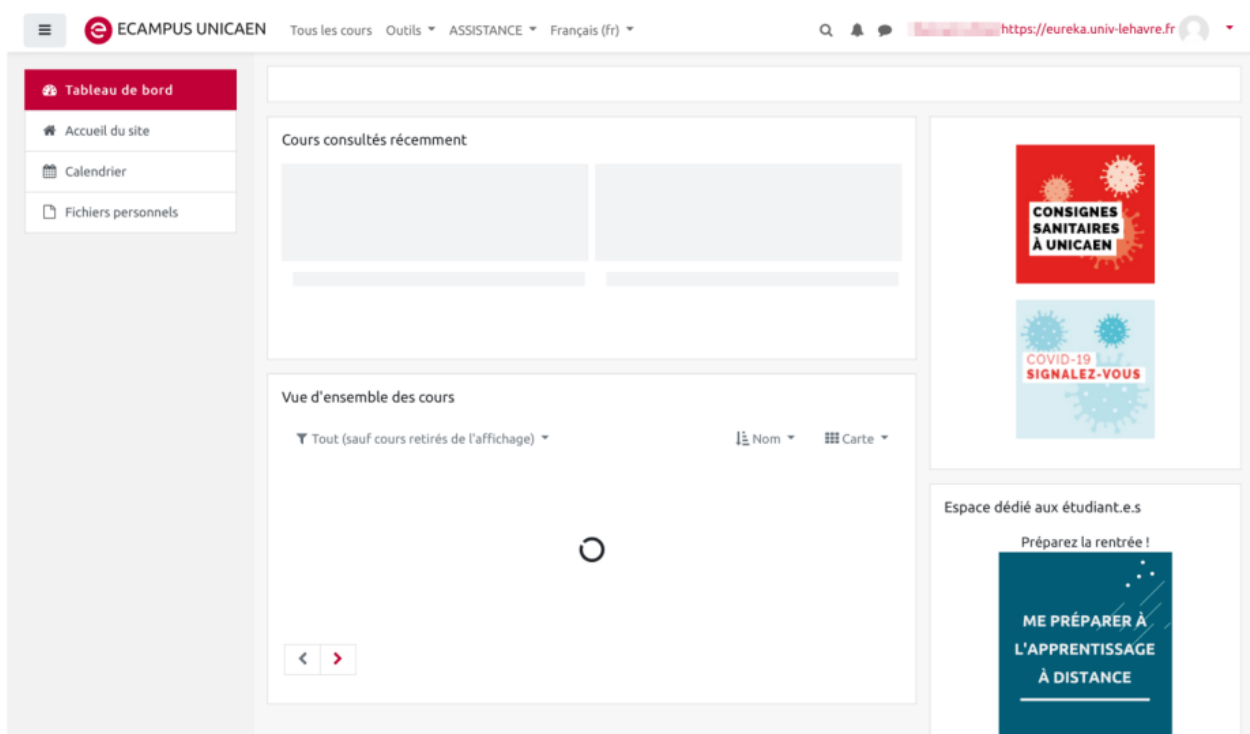 ECAMPUS UNICAEN Tous les cours Outils ASSISTANCE Français (fr) https://eureka.univ-lehavre.fr
Tableau de bord
Accueil du site
Calendrier
Fichiers personnels
Cours consultés récemment
Vue d'ensemble des cours
Tout (sauf cours retirés de l'affichage) Nom Carte
CONSIGNES
SANITAIRES
À UNICAEN
COVID-19
SIGNALEZ-VOUS
Espace dédié aux étudiant.e.s
Préparez la rentrée !
ME PRÉPARER À
L'APPRENTISSAGE
À DISTANCE